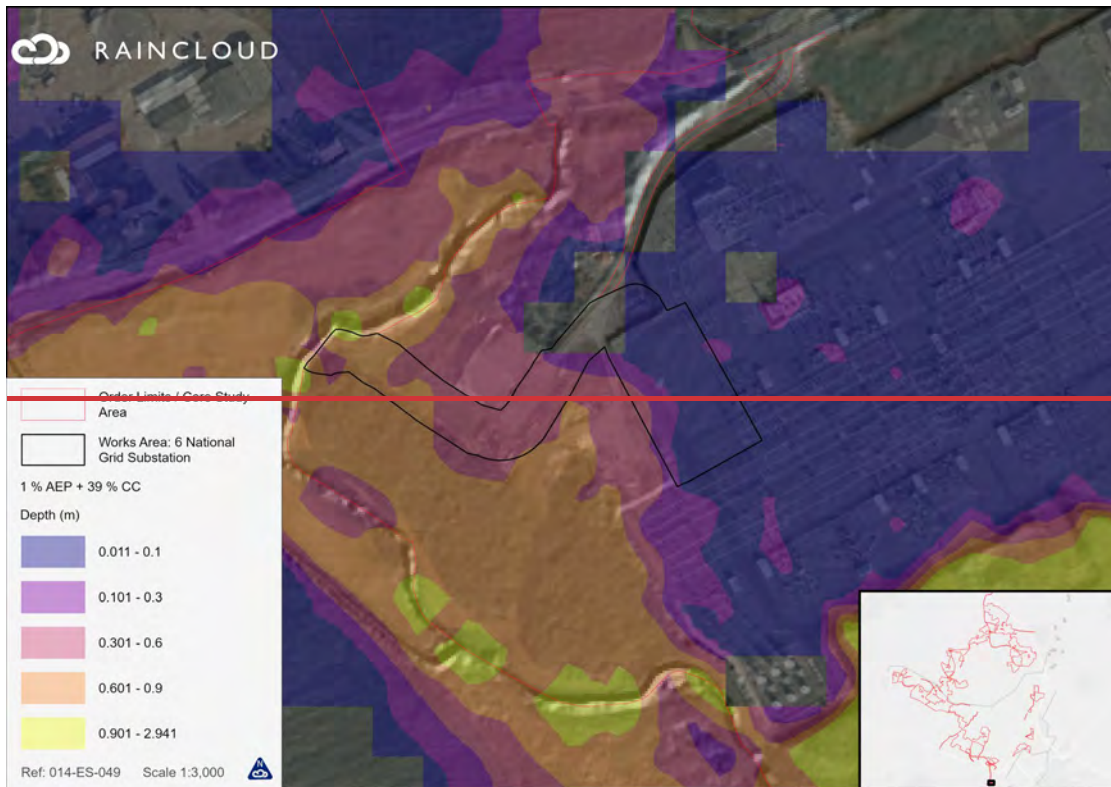 RAINCLOUD
Order Limits / Core Study
Area
Works Area: 6 National
Grid Substation
1 % AEP + 39 % CC
Depth (m)
0.011 - 0.1
0.101 - 0.3
0.301 - 0.6
0.601 - 0.9
0.901 - 2.941
Ref: 014-ES-049 Scale 1:3,000
N